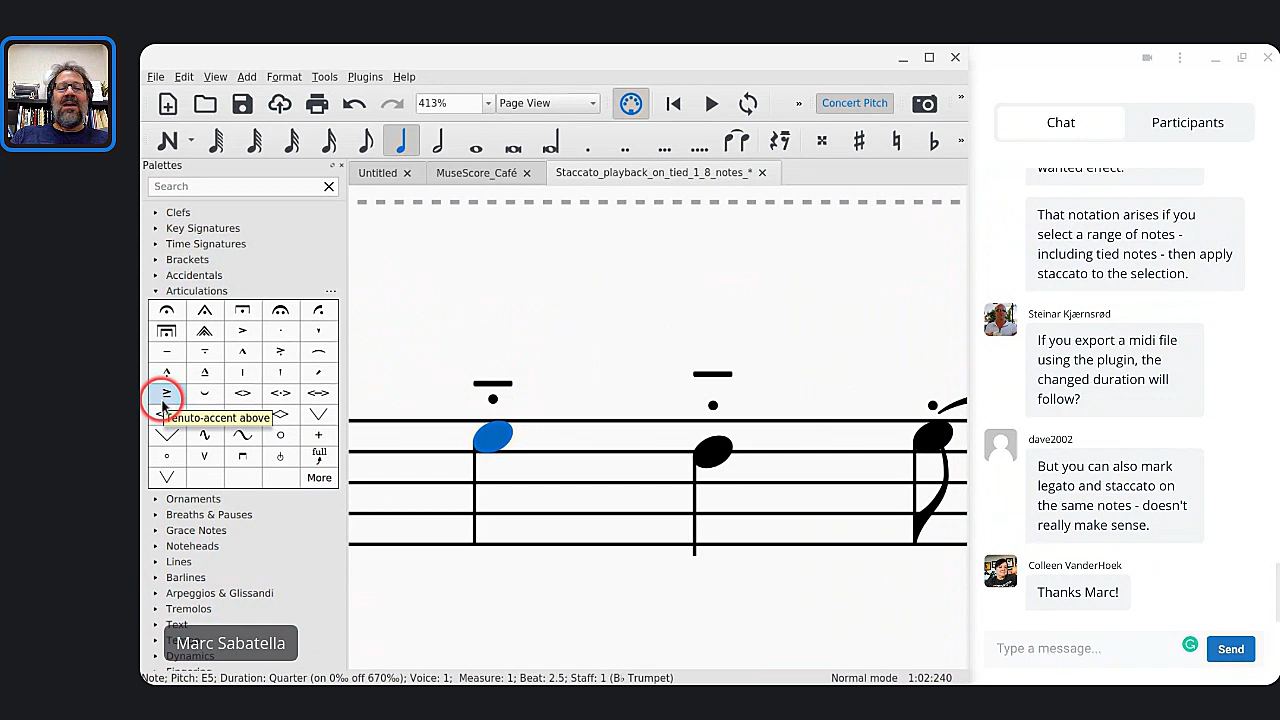 File Edit View Add Format Tools Plugins Help
413% Page View » Concert Pitch »
Palettes
Untitled MuseScore_Café Staccato_playback_on_tied_1_8_notes_*
Search
Clefs
Key Signatures
Time Signatures
Brackets
Accidentals
Articulations
tenuto-accent above
full
More
Ornaments
Breaths & Pauses
Grace Notes
Noteheads
Lines
Barlines
Arpeggios & Glissandi
Tremolos
Text
Marc Sabatella
Dynamics
Note; Pitch: E5; Duration: Quarter (on 0‰ off 670‰); Voice: 1; Measure: 1; Beat: 2.5; Staff: 1 (B♭ Trumpet)
Normal mode 1:02:240
Chat Participants
wanted effect.
That notation arises if you
select a range of notes -
including tied notes - then apply
staccato to the selection.
Steinar Kjærnsrød
If you export a midi file
using the plugin, the
changed duration will
follow?
dave2002
But you can also mark
legato and staccato on
the same notes - doesn't
really make sense.
Colleen VanderHoek
Thanks Marc!
Type a message...
Send